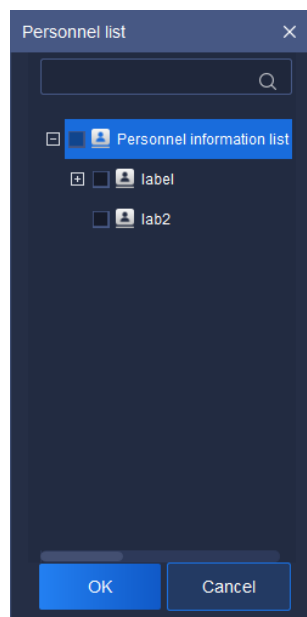 Personnel list
Personnel information list
label
lab2
OK
Cancel